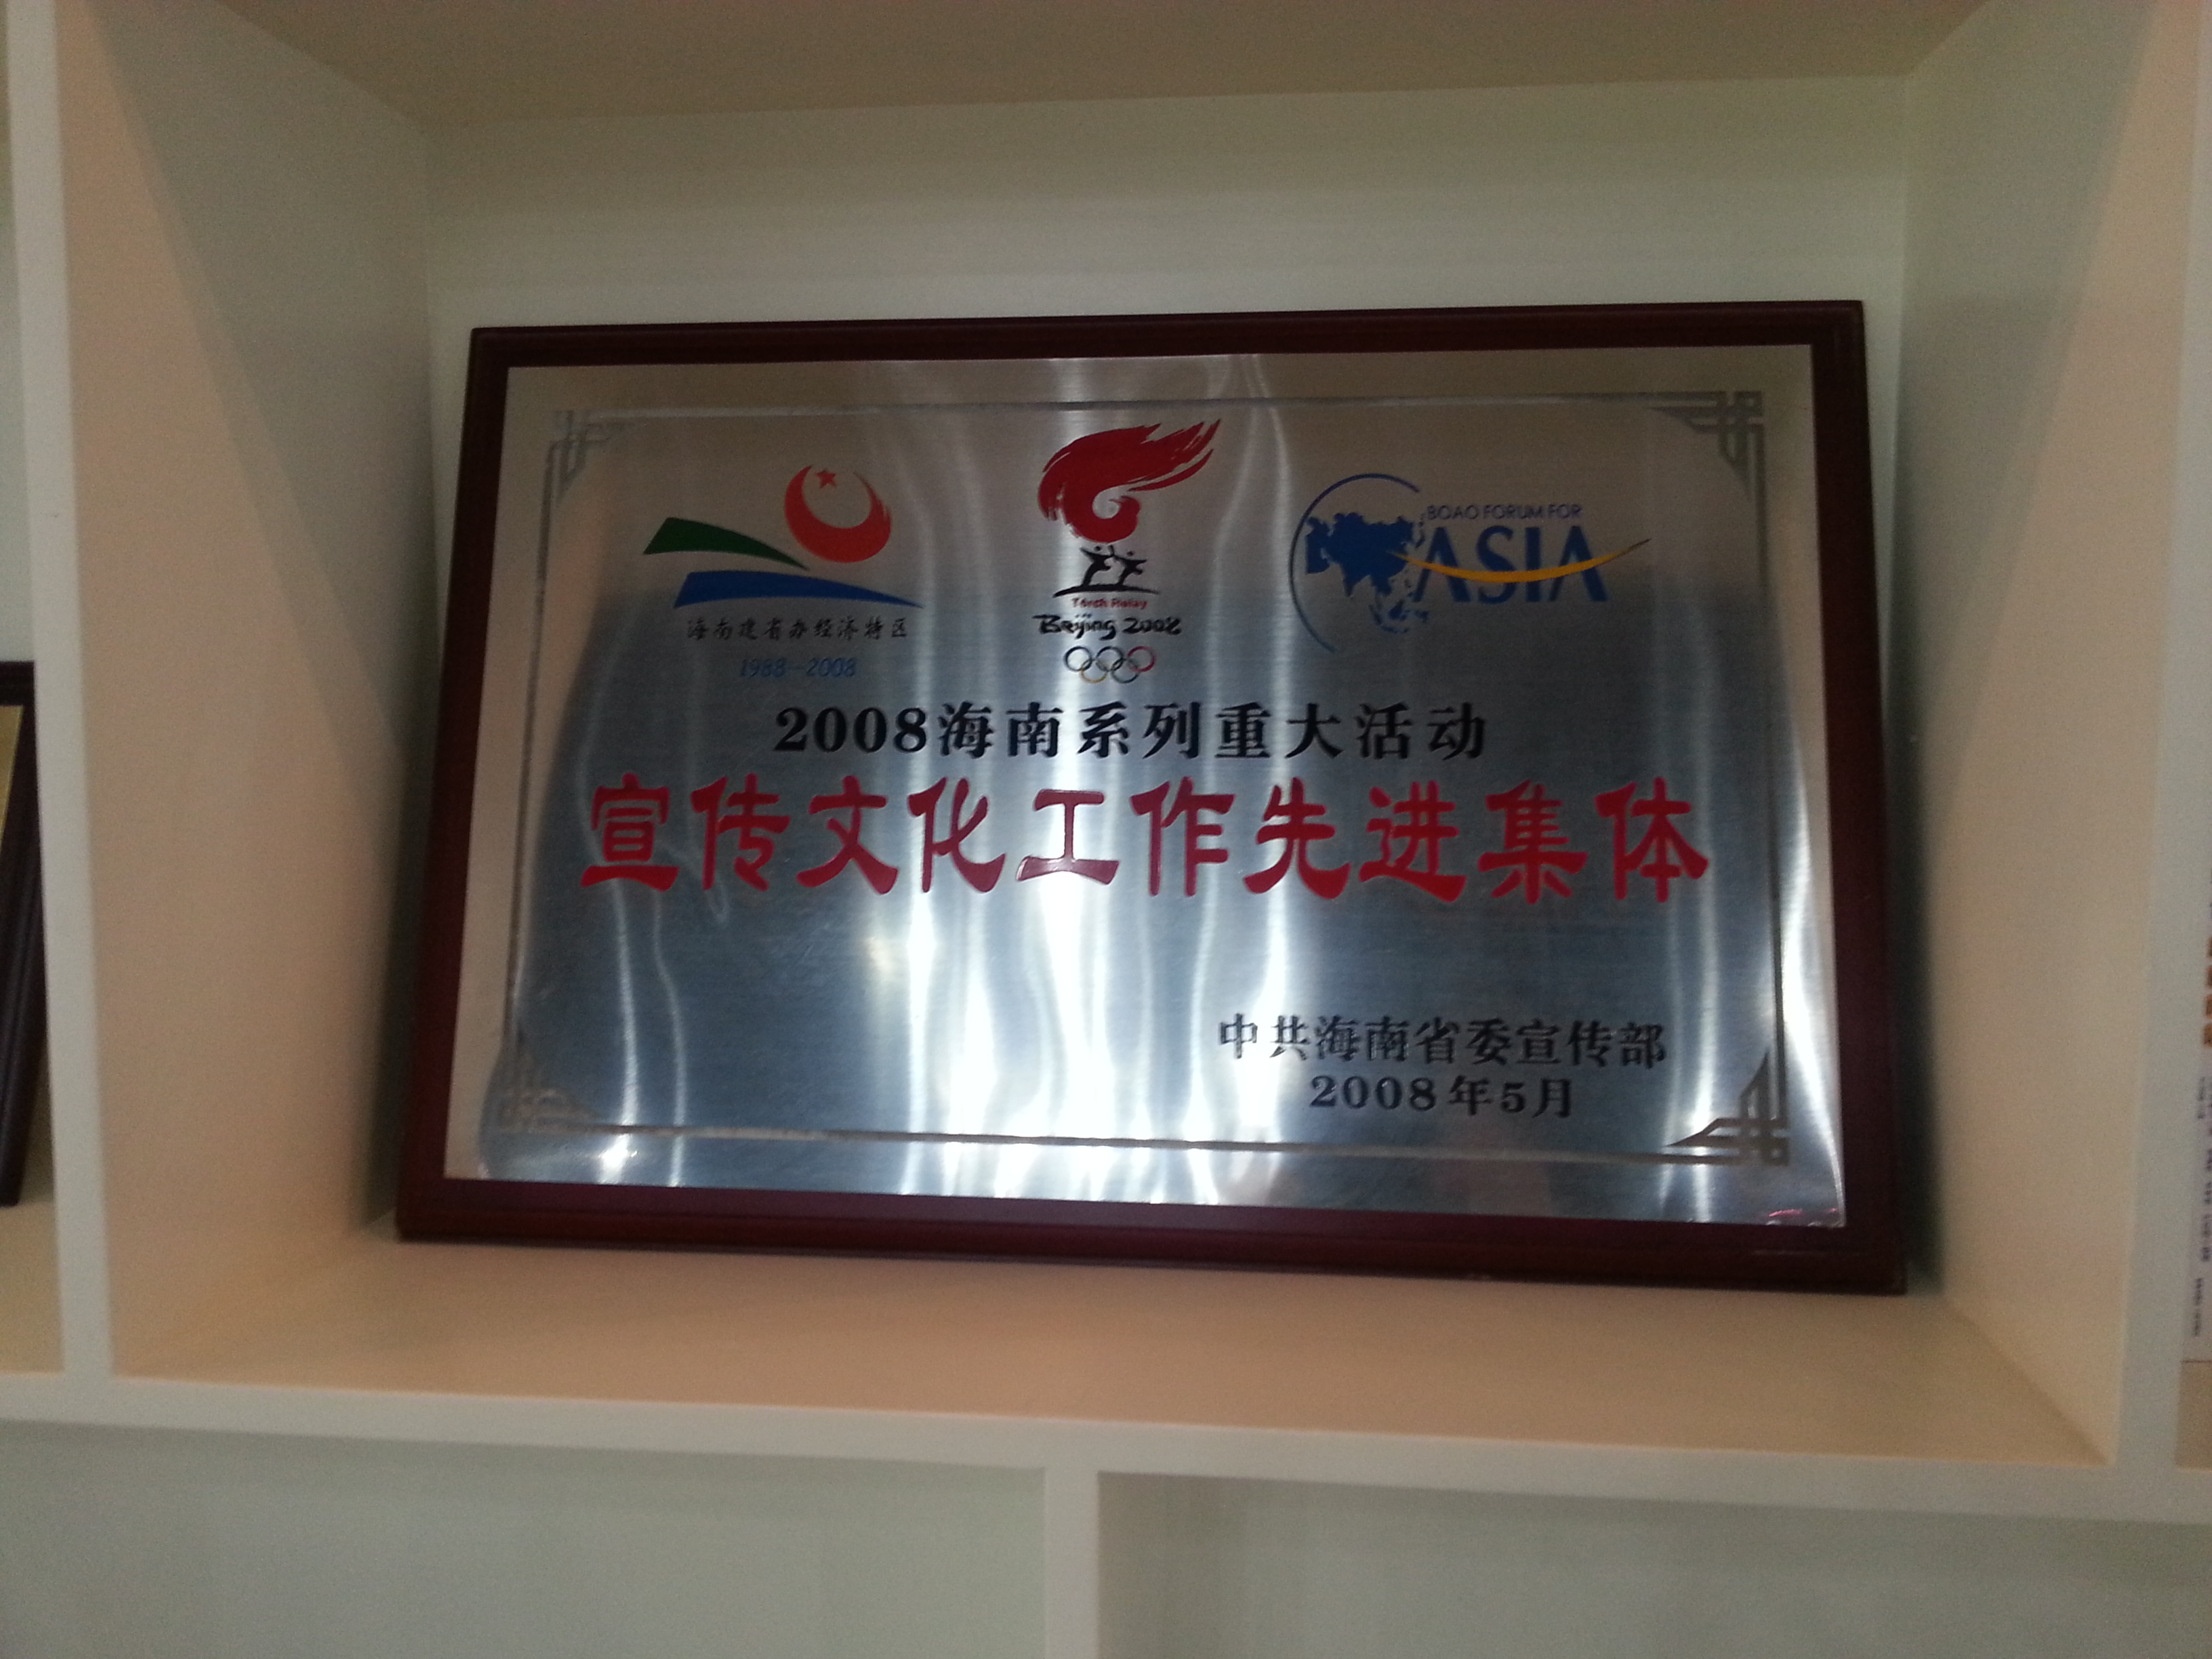 海南建省办经济特区
1988-2008
Torch Relay
Beijing 2008
BOAO FORUM FOR
ASIA
2008海南系列重大活动
宣传文化工作先进集体
中共海南省委宣传部
2008年5月